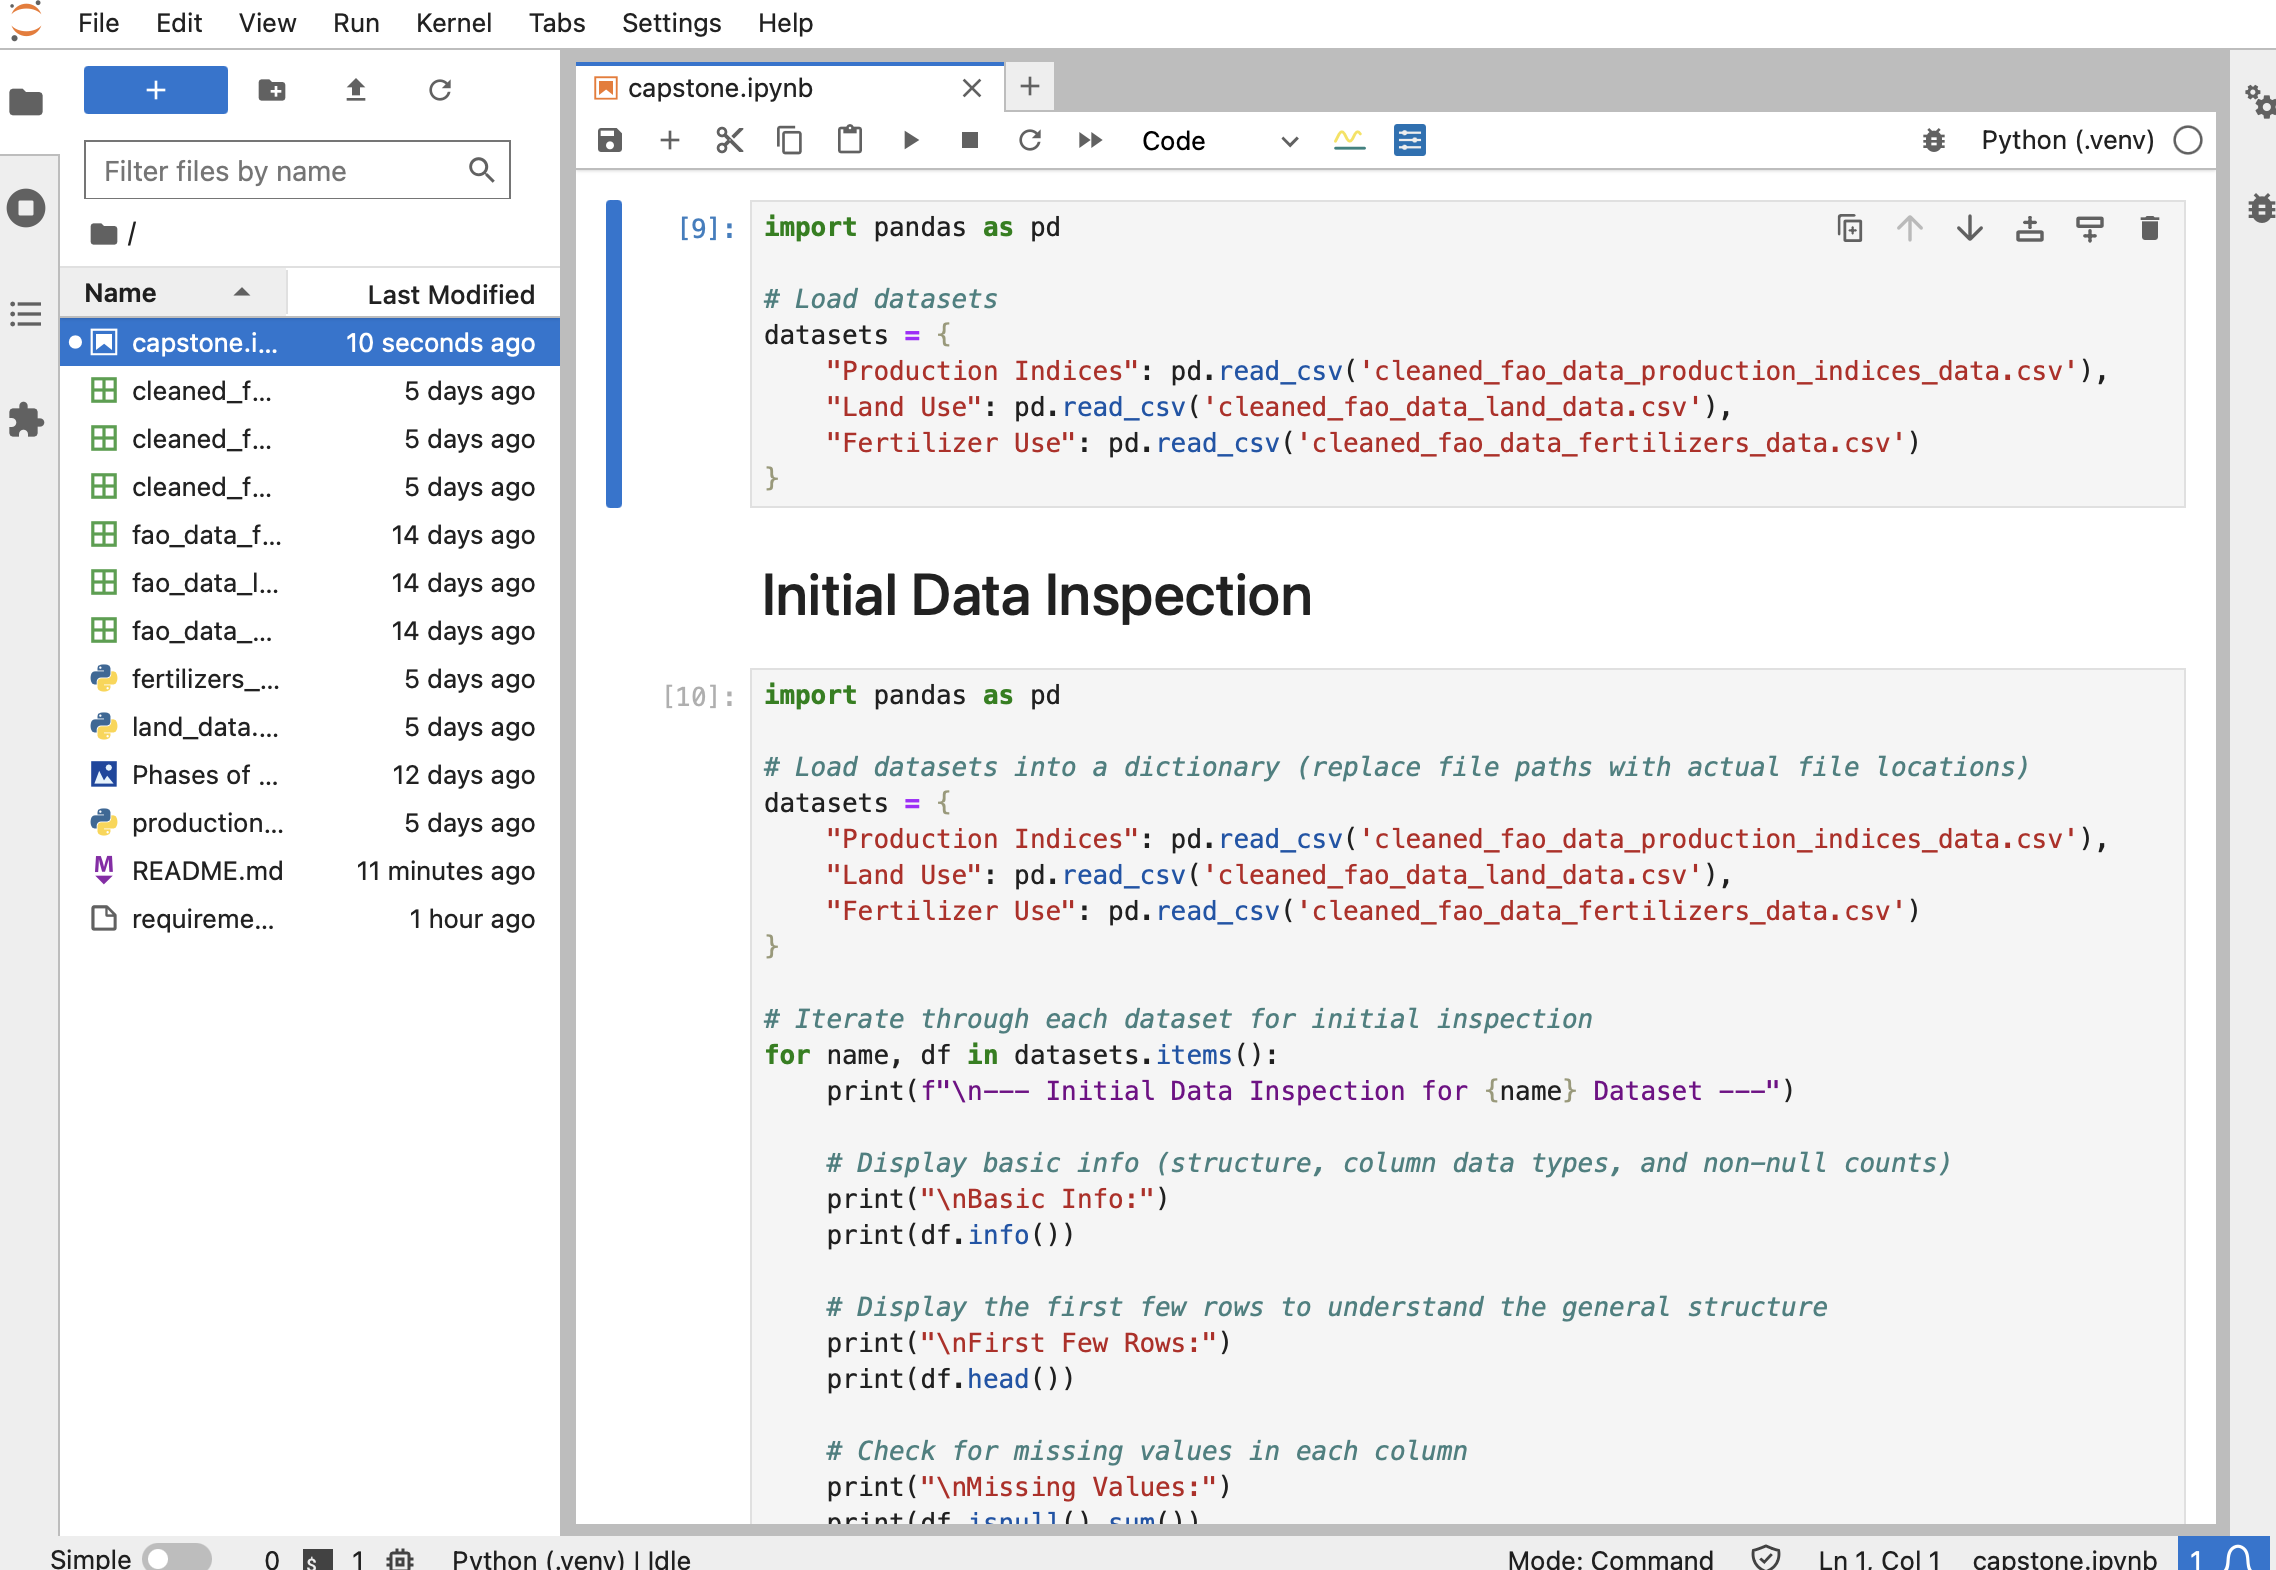 File Edit View Run Kernel Tabs Settings Help
+
Filter files by name
/
Name Last Modified
capstone.i... 10 seconds ago
cleaned_f... 5 days ago
cleaned_f... 5 days ago
cleaned_f... 5 days ago
fao_data_f... 14 days ago
fao_data_l... 14 days ago
fao_data_... 14 days ago
fertilizers_... 5 days ago
land_data.... 5 days ago
Phases of ... 12 days ago
production... 5 days ago
M README.md 11 minutes ago
requireme... 1 hour ago
capstone.ipynb
Code Python (.venv)
[9]: import pandas as pd
# Load datasets
datasets = {
    "Production Indices": pd.read_csv('cleaned_fao_data_production_indices_data.csv'),
    "Land Use": pd.read_csv('cleaned_fao_data_land_data.csv'),
    "Fertilizer Use": pd.read_csv('cleaned_fao_data_fertilizers_data.csv')
}
Initial Data Inspection
[10]: import pandas as pd
# Load datasets into a dictionary (replace file paths with actual file locations)
datasets = {
    "Production Indices": pd.read_csv('cleaned_fao_data_production_indices_data.csv'),
    "Land Use": pd.read_csv('cleaned_fao_data_land_data.csv'),
    "Fertilizer Use": pd.read_csv('cleaned_fao_data_fertilizers_data.csv')
}
# Iterate through each dataset for initial inspection
for name, df in datasets.items():
    print(f"\n--- Initial Data Inspection for {name} Dataset ---")
    # Display basic info (structure, column data types, and non-null counts)
    print("\nBasic Info:")
    print(df.info())
    # Display the first few rows to understand the general structure
    print("\nFirst Few Rows:")
    print(df.head())
    # Check for missing values in each column
    print("\nMissing Values:")
    print(df.isnull().sum())
Simple 0 $_ 1 Python (.venv) | Idle Mode: Command Ln 1, Col 1 capstone.ipynb 1